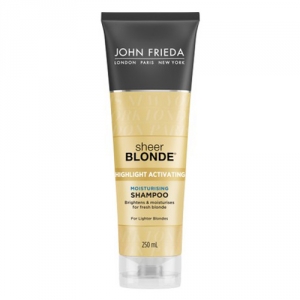 JOHN FRIEDA
LONDON PARIS NEW YORK
sheer
BLONDE
HIGHLIGHT ACTIVATING
MOISTURISING
SHAMPOO
Brightens & moisturises
for fresh blonde
For Lighter Blondes
250 mL